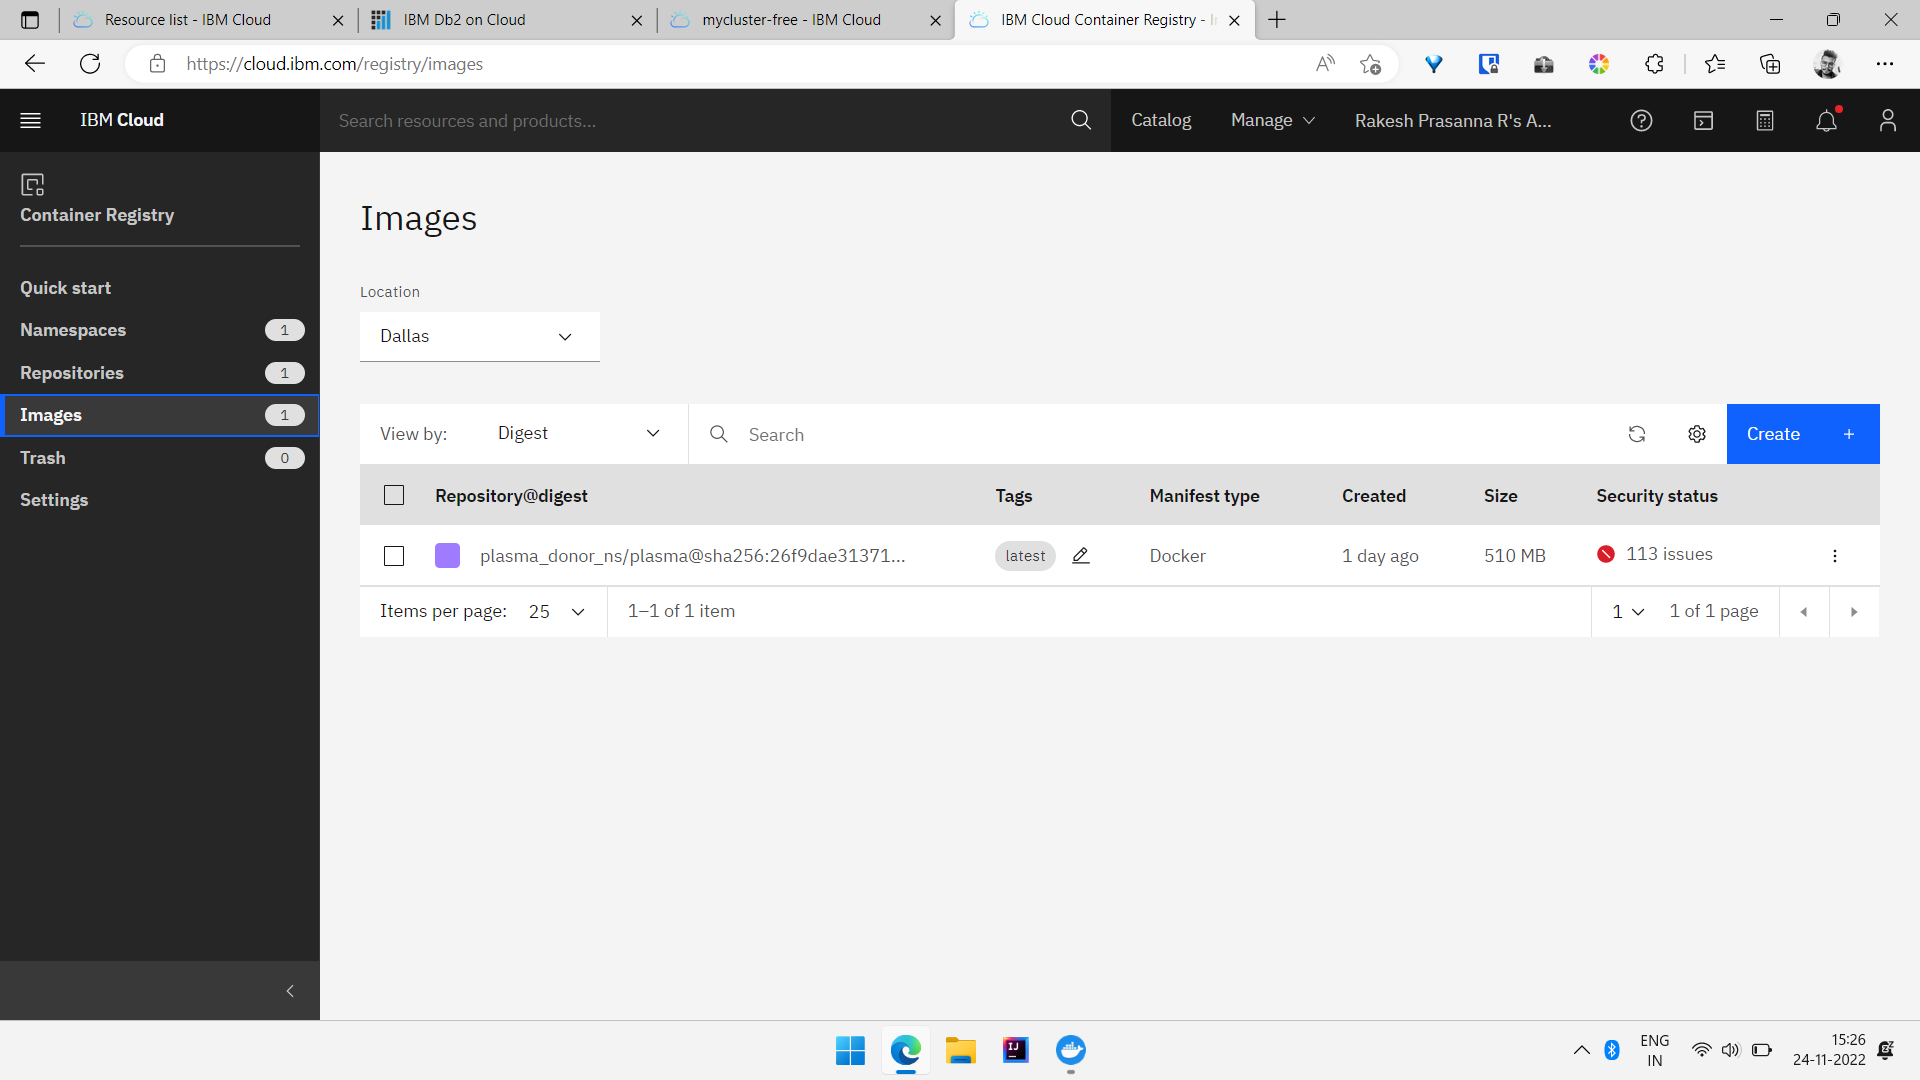 Resource list - IBM Cloud
IBM Db2 on Cloud
mycluster-free - IBM Cloud
IBM Cloud Container Registry -
https://cloud.ibm.com/registry/images
IBM Cloud
Search resources and products...
Catalog
Manage
Rakesh Prasanna R's A...
Container Registry
Quick start
Namespaces 1
Repositories 1
Images 1
Trash 0
Settings
Images
Location
Dallas
View by: Digest
Search
Create +
Repository@digest Tags Manifest type Created Size Security status
plasma_donor_ns/plasma@sha256:26f9dae31371... latest Docker 1 day ago 510 MB 113 issues
Items per page: 25 1–1 of 1 item 1 1 of 1 page
ENG
IN
15:26
24-11-2022